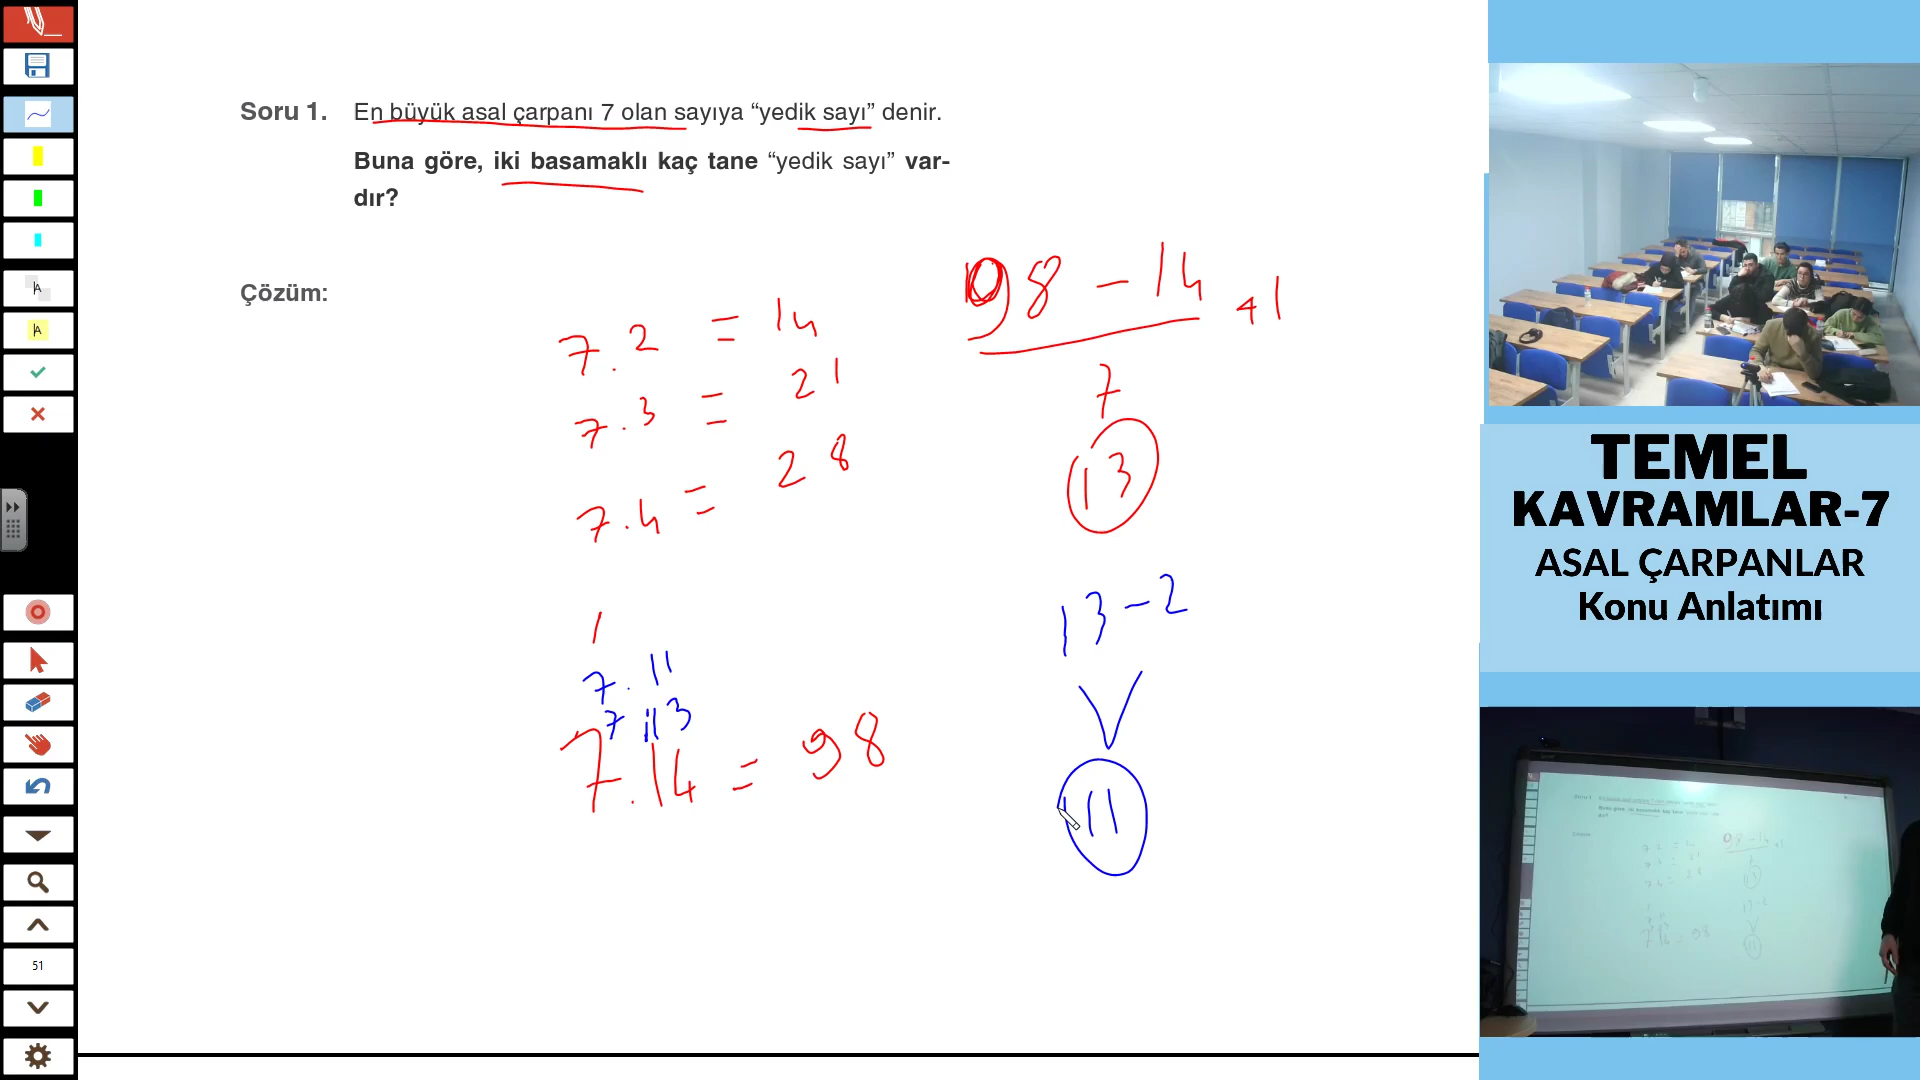 Soru 1. En büyük asal çarpanı 7 olan sayıya “yedik sayı” denir.
Buna göre, iki basamaklı kaç tane “yedik sayı” var-
dır?
Çözüm:
7.2 = 14
7.3 = 21
7.4 = 28
7.11
7.13
7.14 = 98
98 - 14 +1
7
13
13-2
11
51
TEMEL
KAVRAMLAR-7
ASAL ÇARPANLAR
Konu Anlatımı